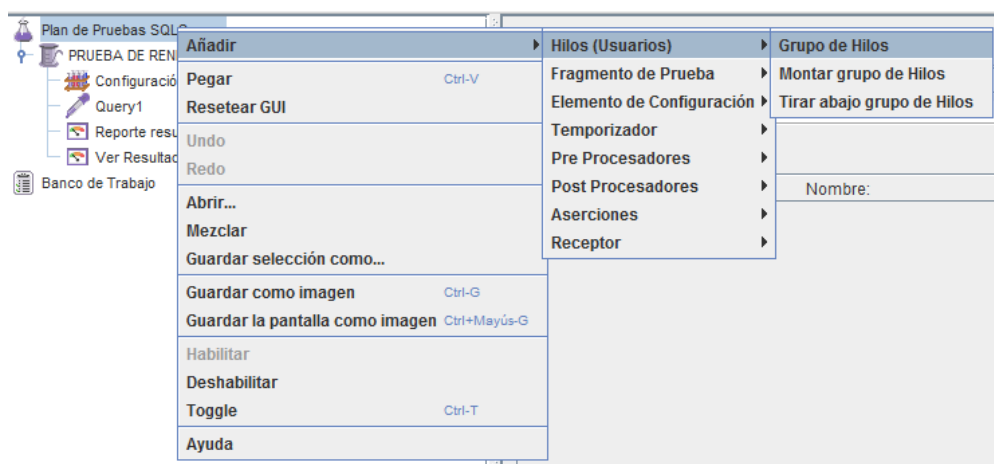 Plan de Pruebas SQL
PRUEBA DE REN
Configuració
Query1
Reporte resu
Ver Resultad
Banco de Trabajo
Añadir
Pegar Ctrl-V
Resetear GUI
Undo
Redo
Abrir...
Mezclar
Guardar selección como...
Guardar como imagen Ctrl-G
Guardar la pantalla como imagen Ctrl+Mayús-G
Habilitar
Deshabilitar
Toggle Ctrl-T
Ayuda
Hilos (Usuarios)
Fragmento de Prueba
Elemento de Configuración
Temporizador
Pre Procesadores
Post Procesadores
Aserciones
Receptor
Grupo de Hilos
Montar grupo de Hilos
Tirar abajo grupo de Hilos
Nombre: